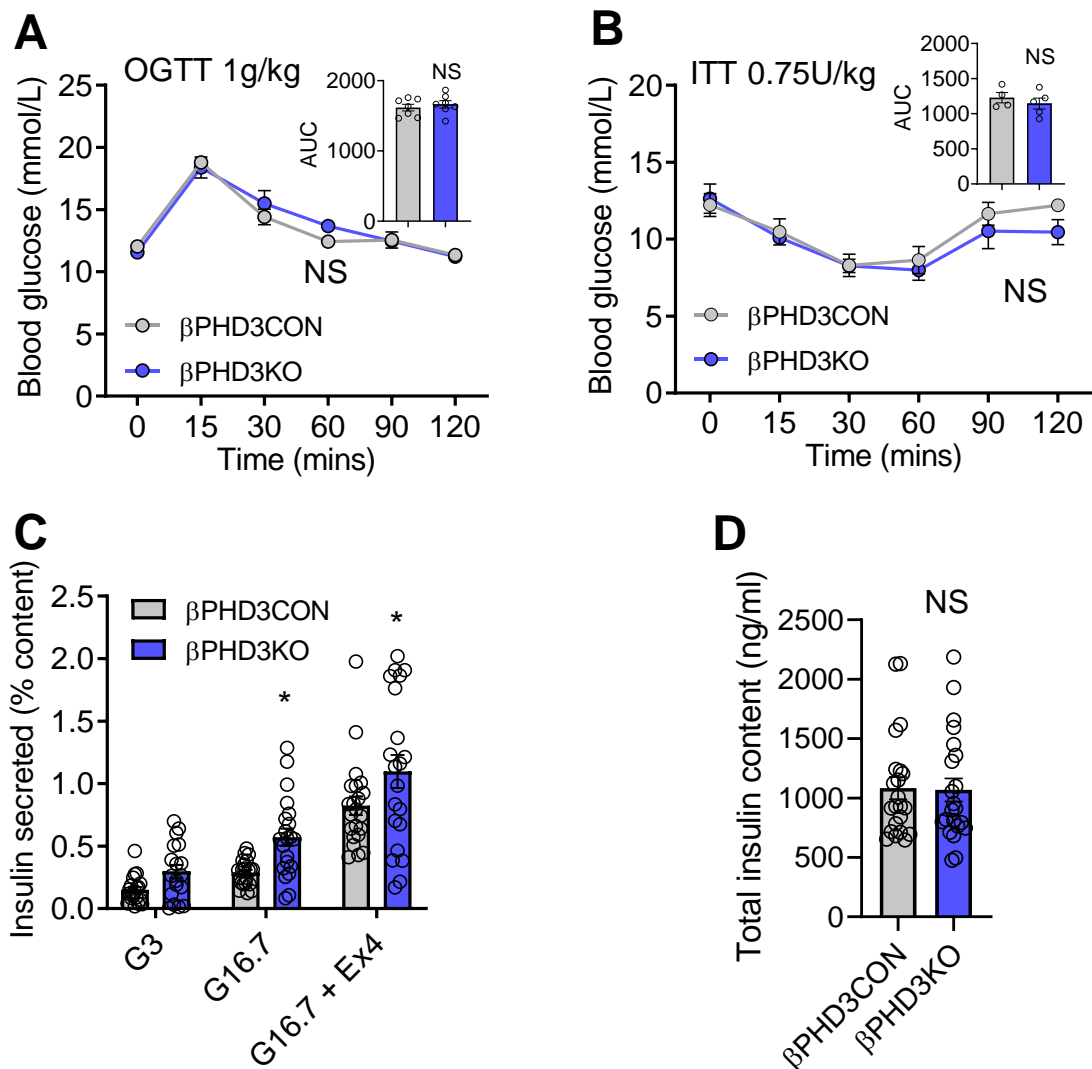 A
OGTT 1g/kg
Blood glucose (mmol/L)
25
20
15
10
5
0
0 15 30 60 90 120
Time (mins)
NS
βPHD3CON
βPHD3KO
AUC
2000
1000
0
NS
B
ITT 0.75U/kg
Blood glucose (mmol/L)
20
15
10
5
0
0 15 30 60 90 120
Time (mins)
NS
βPHD3CON
βPHD3KO
AUC
2000
1500
1000
500
0
NS
C
Insulin secreted (% content)
2.5
2.0
1.5
1.0
0.5
0.0
βPHD3CON
βPHD3KO
*
*
G3
G16.7
G16.7 + Ex4
D
Total insulin content (ng/ml)
2500
2000
1500
1000
500
0
NS
βPHD3CON
βPHD3KO